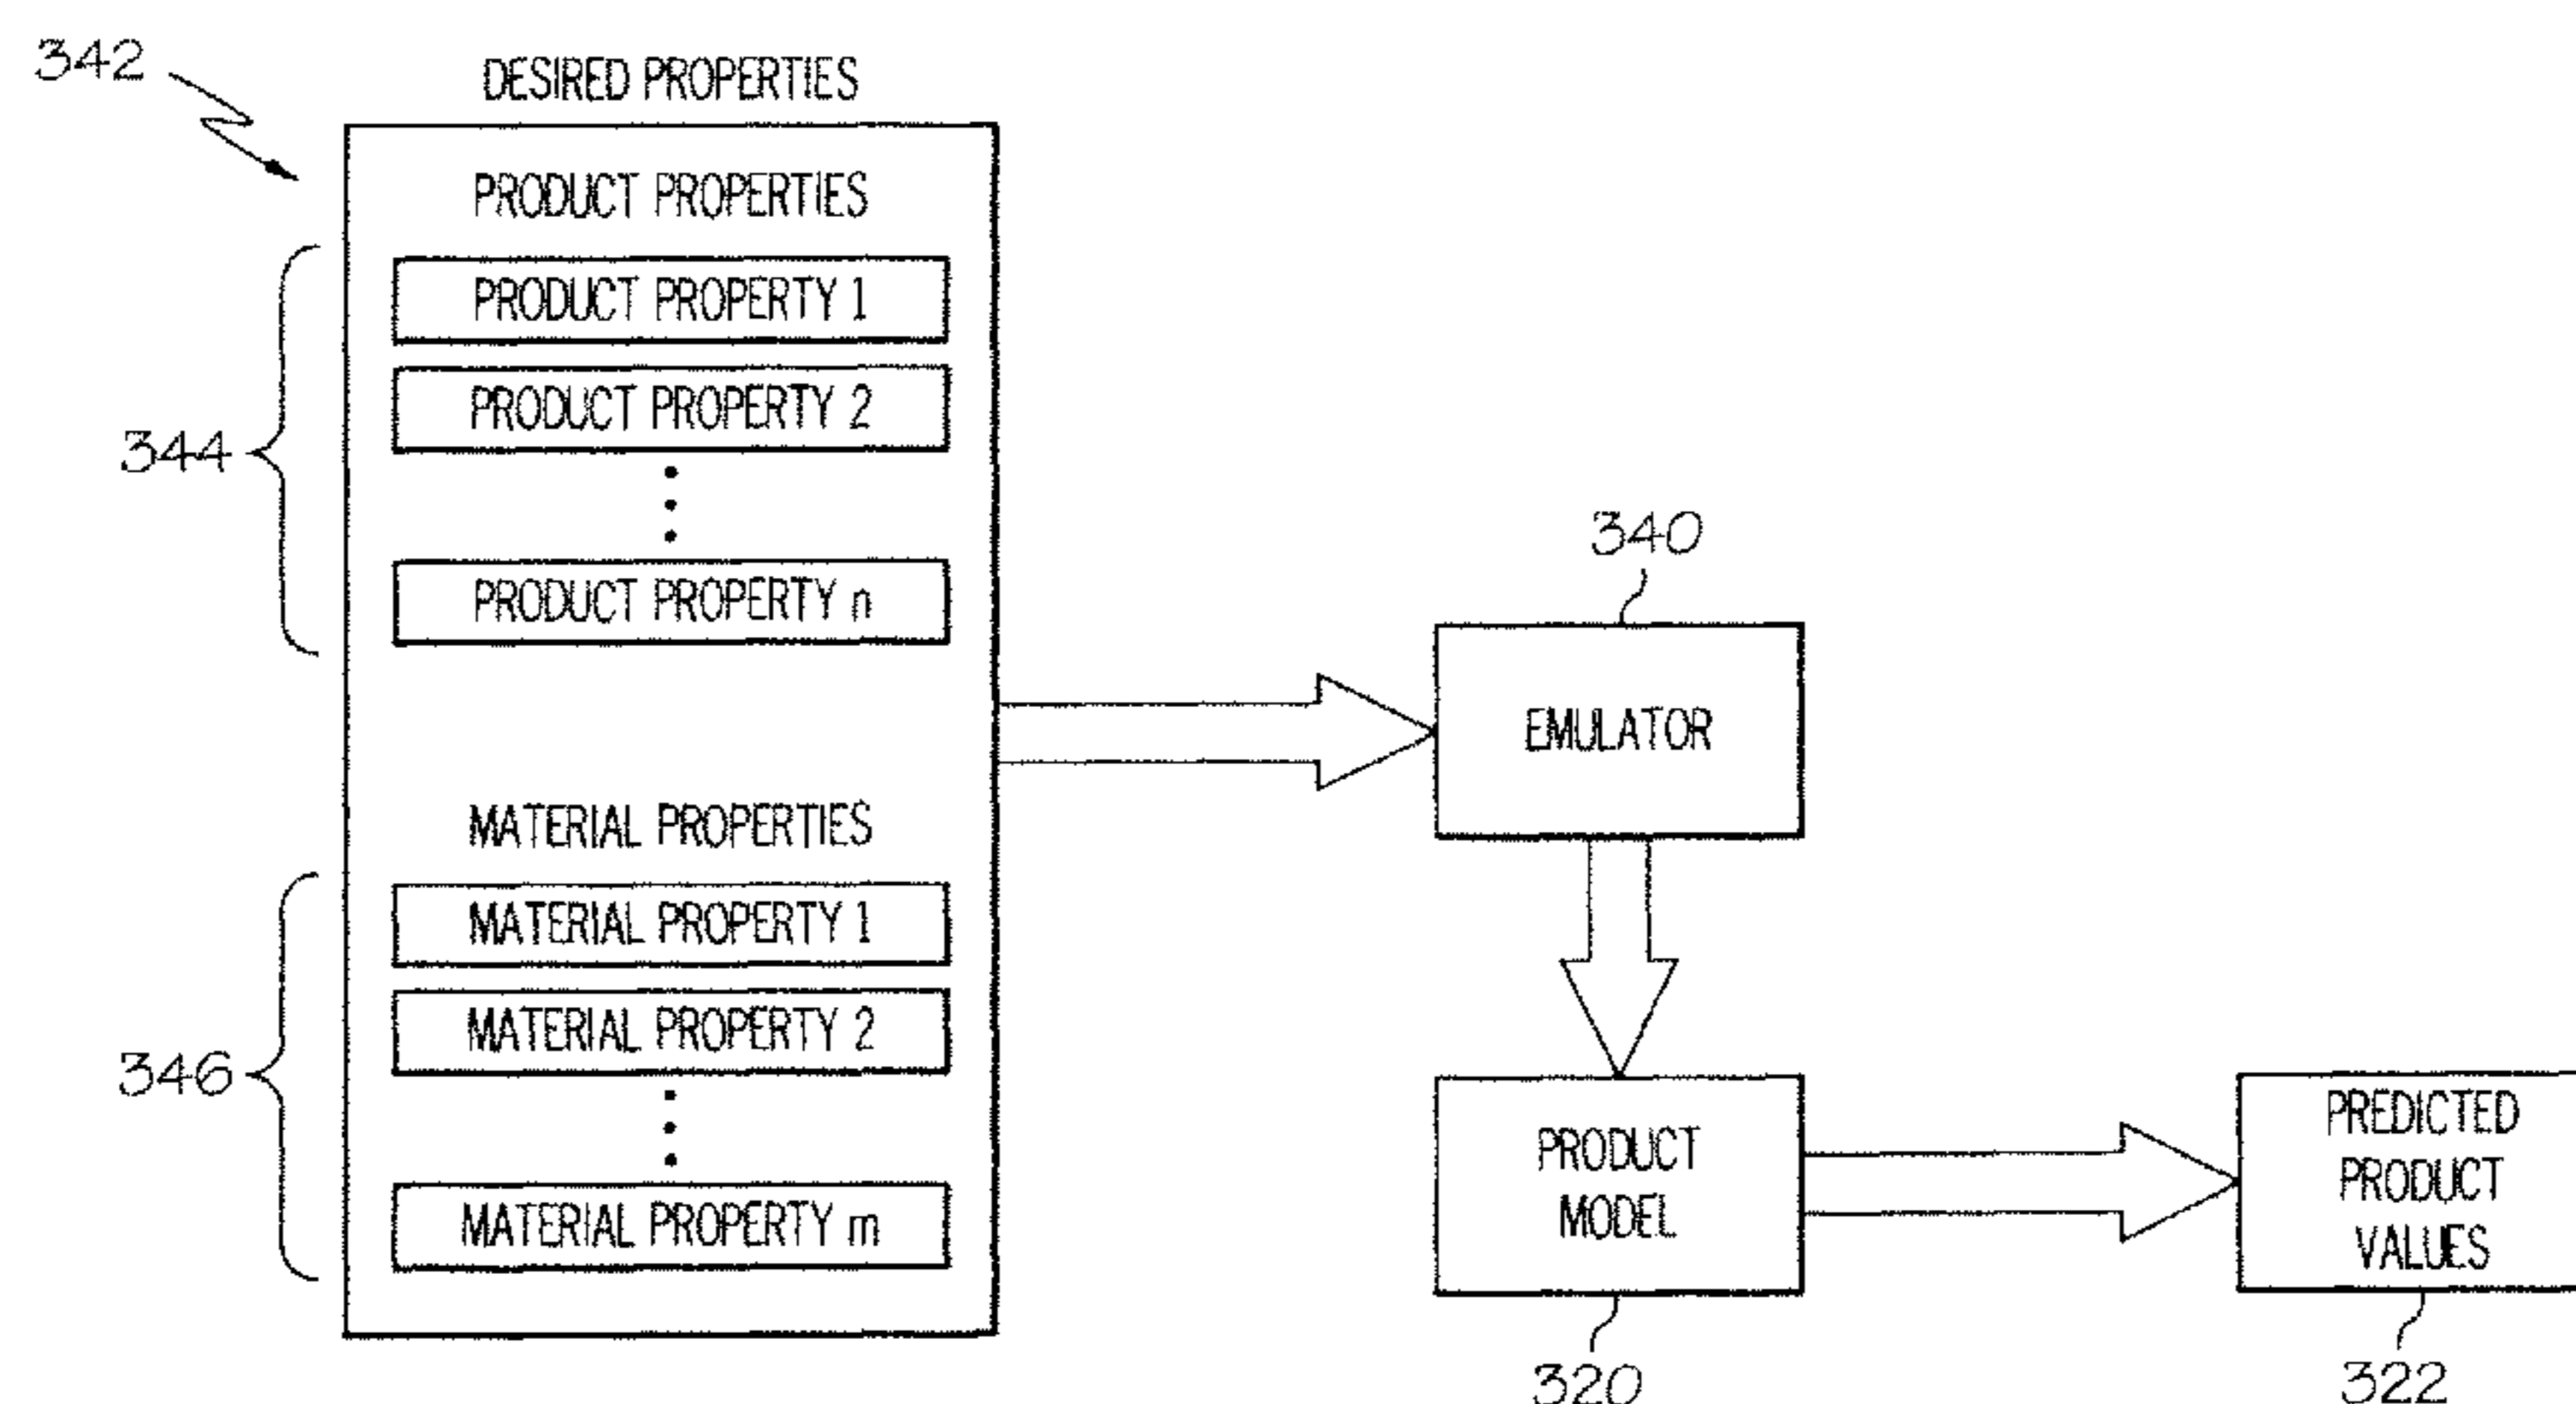 342
DESIRED PROPERTIES
PRODUCT PROPERTIES
PRODUCT PROPERTY 1
PRODUCT PROPERTY 2
344
PRODUCT PROPERTY n
MATERIAL PROPERTIES
MATERIAL PROPERTY 1
MATERIAL PROPERTY 2
346
MATERIAL PROPERTY m
340
EMULATOR
PRODUCT
MODEL
320
PREDICTED
PRODUCT
VALUES
322